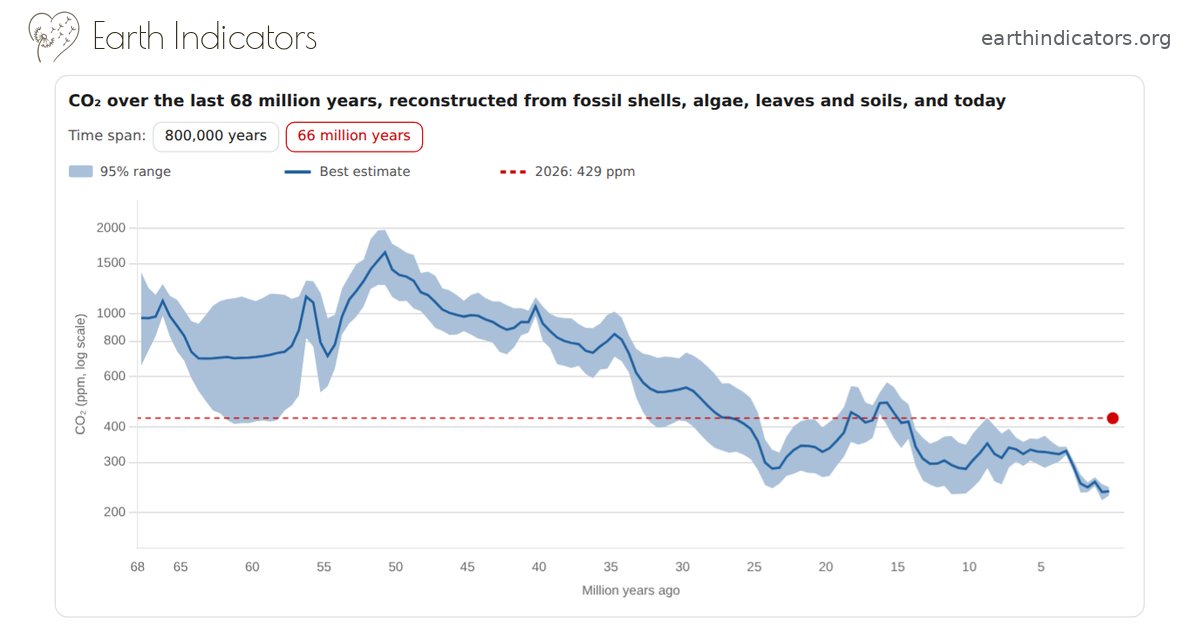 Earth Indicators
earthindicators.org
CO₂ over the last 68 million years, reconstructed from fossil shells, algae, leaves and soils, and today
Time span: 800,000 years 66 million years
95% range Best estimate 2026: 429 ppm
CO₂ (ppm, log scale)
2000
1500
1000
800
600
400
300
200
68 65 60 55 50 45 40 35 30 25 20 15 10 5
Million years ago